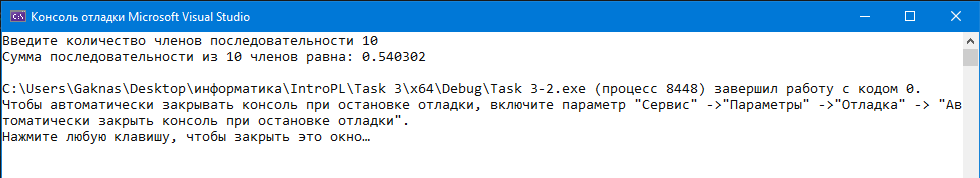 Консоль отладки Microsoft Visual Studio
Введите количество членов последовательности 10
Сумма последовательности из 10 членов равна: 0.540302
C:\Users\Gaknas\Desktop\информатика\IntroPL\Task 3\x64\Debug\Task 3-2.exe (процесс 8448) завершил работу с кодом 0.
Чтобы автоматически закрывать консоль при остановке отладки, включите параметр "Сервис" ->"Параметры" ->"Отладка" -> "Ав
томатически закрыть консоль при остановке отладки".
Нажмите любую клавишу, чтобы закрыть это окно…